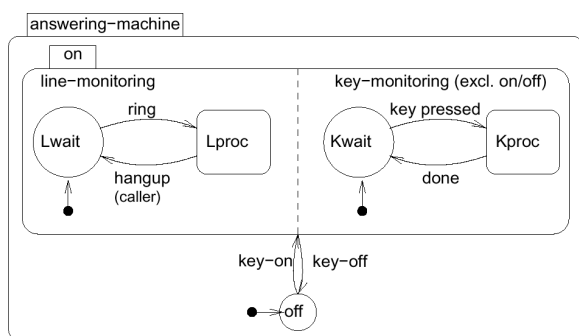 answering-machine
on
line-monitoring
key-monitoring (excl. on/off)
ring
key pressed
Lwait
Lproc
Kwait
Kproc
hangup
(caller)
done
key-on
key-off
off